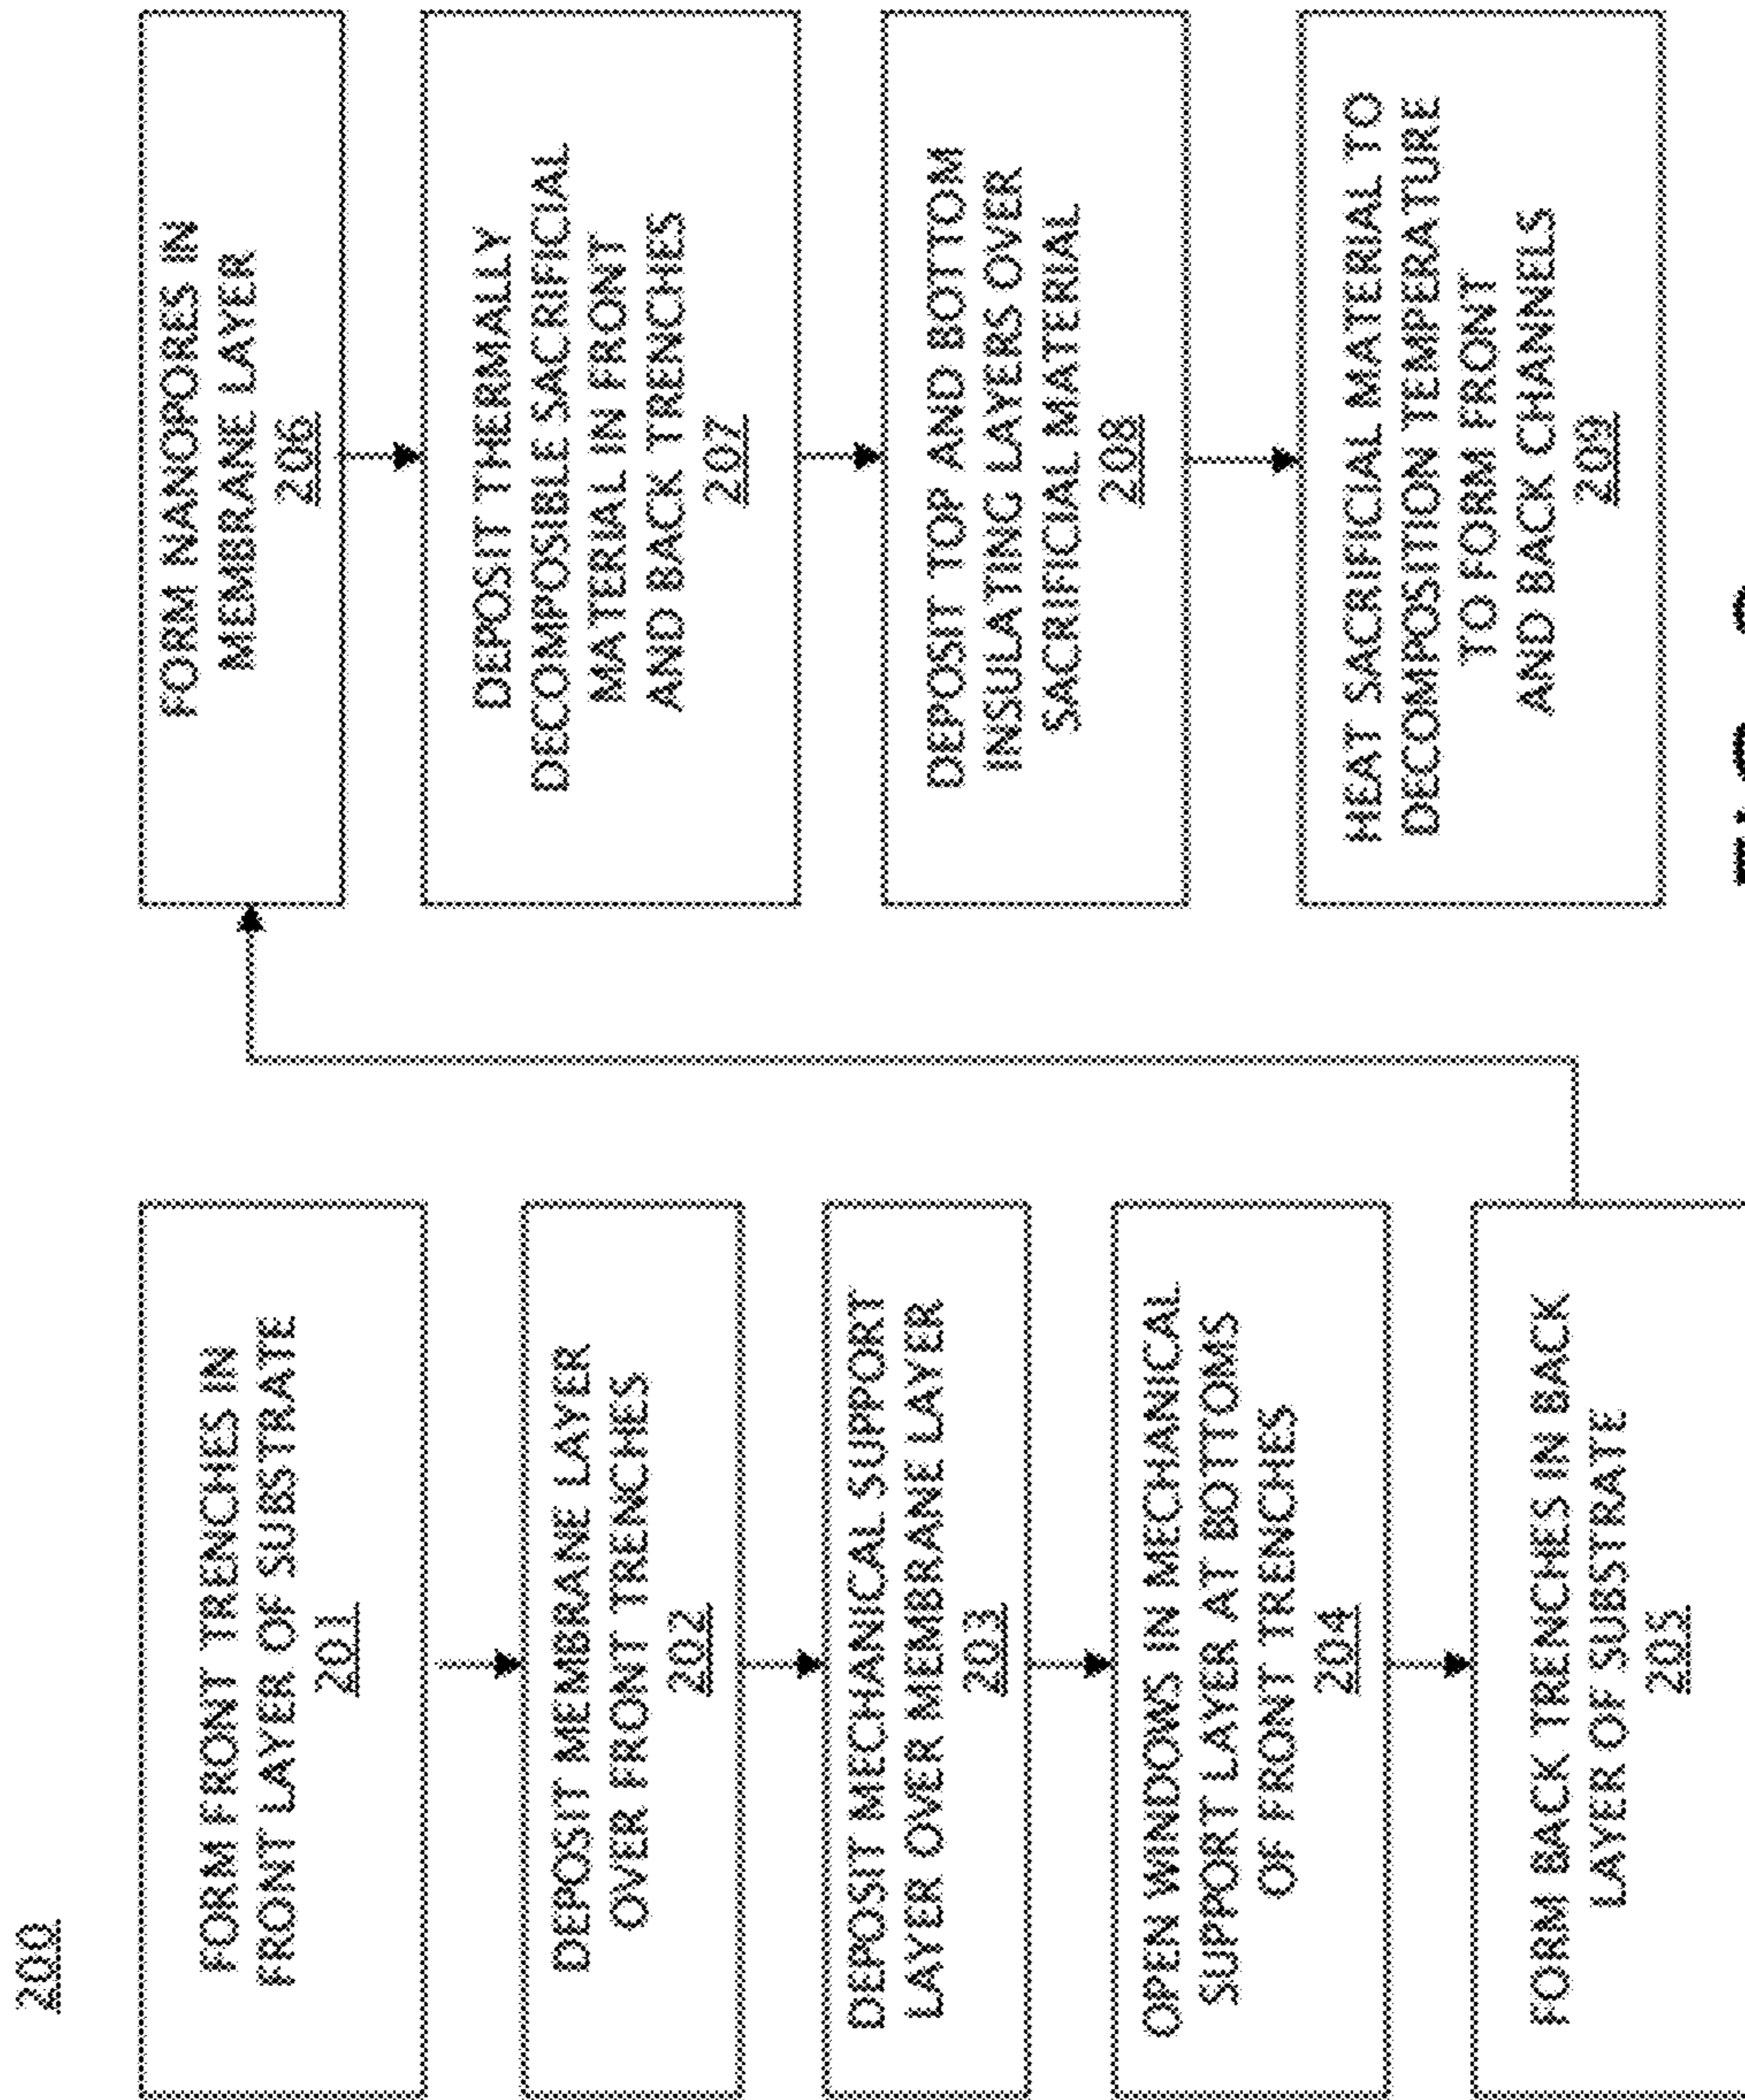 200
FORM FRONT TRENCHES IN
FRONT LAYER OF SUBSTRATE
201
DEPOSIT MEMBRANE LAYER
OVER FRONT TRENCHES
202
DEPOSIT MECHANICAL SUPPORT
LAYER OVER MEMBRANE LAYER
203
OPEN WINDOWS IN MECHANICAL
SUPPORT LAYER AT BOTTOMS
OF FRONT TRENCHES
204
FORM BACK TRENCHES IN BACK
LAYER OF SUBSTRATE
205
FORM NANOPORES IN
MEMBRANE LAYER
206
DEPOSIT THERMALLY
DECOMPOSIBLE SACRIFICIAL
MATERIAL IN FRONT
AND BACK TRENCHES
207
DEPOSIT TOP AND BOTTOM
INSULATING LAYERS OVER
SACRIFICIAL MATERIAL
208
HEAT SACRIFICIAL MATERIAL TO
DECOMPOSITION TEMPERATURE
TO FORM FRONT
AND BACK CHANNELS
209